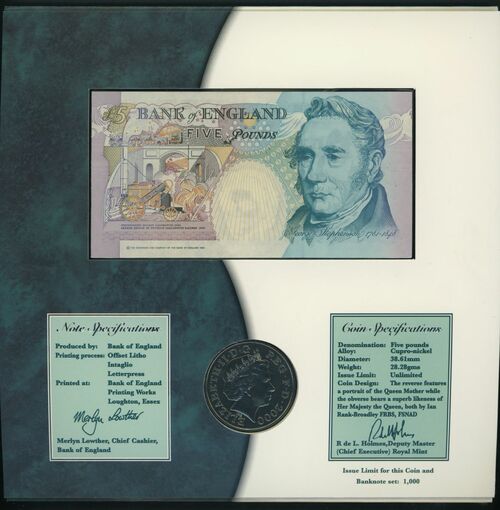 £5 BANK of ENGLAND
FIVE POUNDS
George Stephenson 1781-1848
ELIZABETH·II·D·G REG·F·D·2000
Note Specifications
Produced by: Bank of England
Printing process: Offset Litho
Intaglio
Letterpress
Printed at: Bank of England
Printing Works
Loughton, Essex
Merlyn Lowther
Merlyn Lowther, Chief Cashier,
Bank of England
Coin Specifications
Denomination: Five pounds
Alloy: Cupro-nickel
Diameter: 38.61mm
Weight: 28.28gms
Issue Limit: Unlimited
Coin Design: The reverse features
a portrait of the Queen Mother while
the obverse bears a superb likeness of
Her Majesty the Queen, both by Ian
Rank-Broadley FRBS, FSNAD
R de L. Holmes,Deputy Master
(Chief Executive) Royal Mint
Issue Limit for this Coin and
Banknote set: 1,000